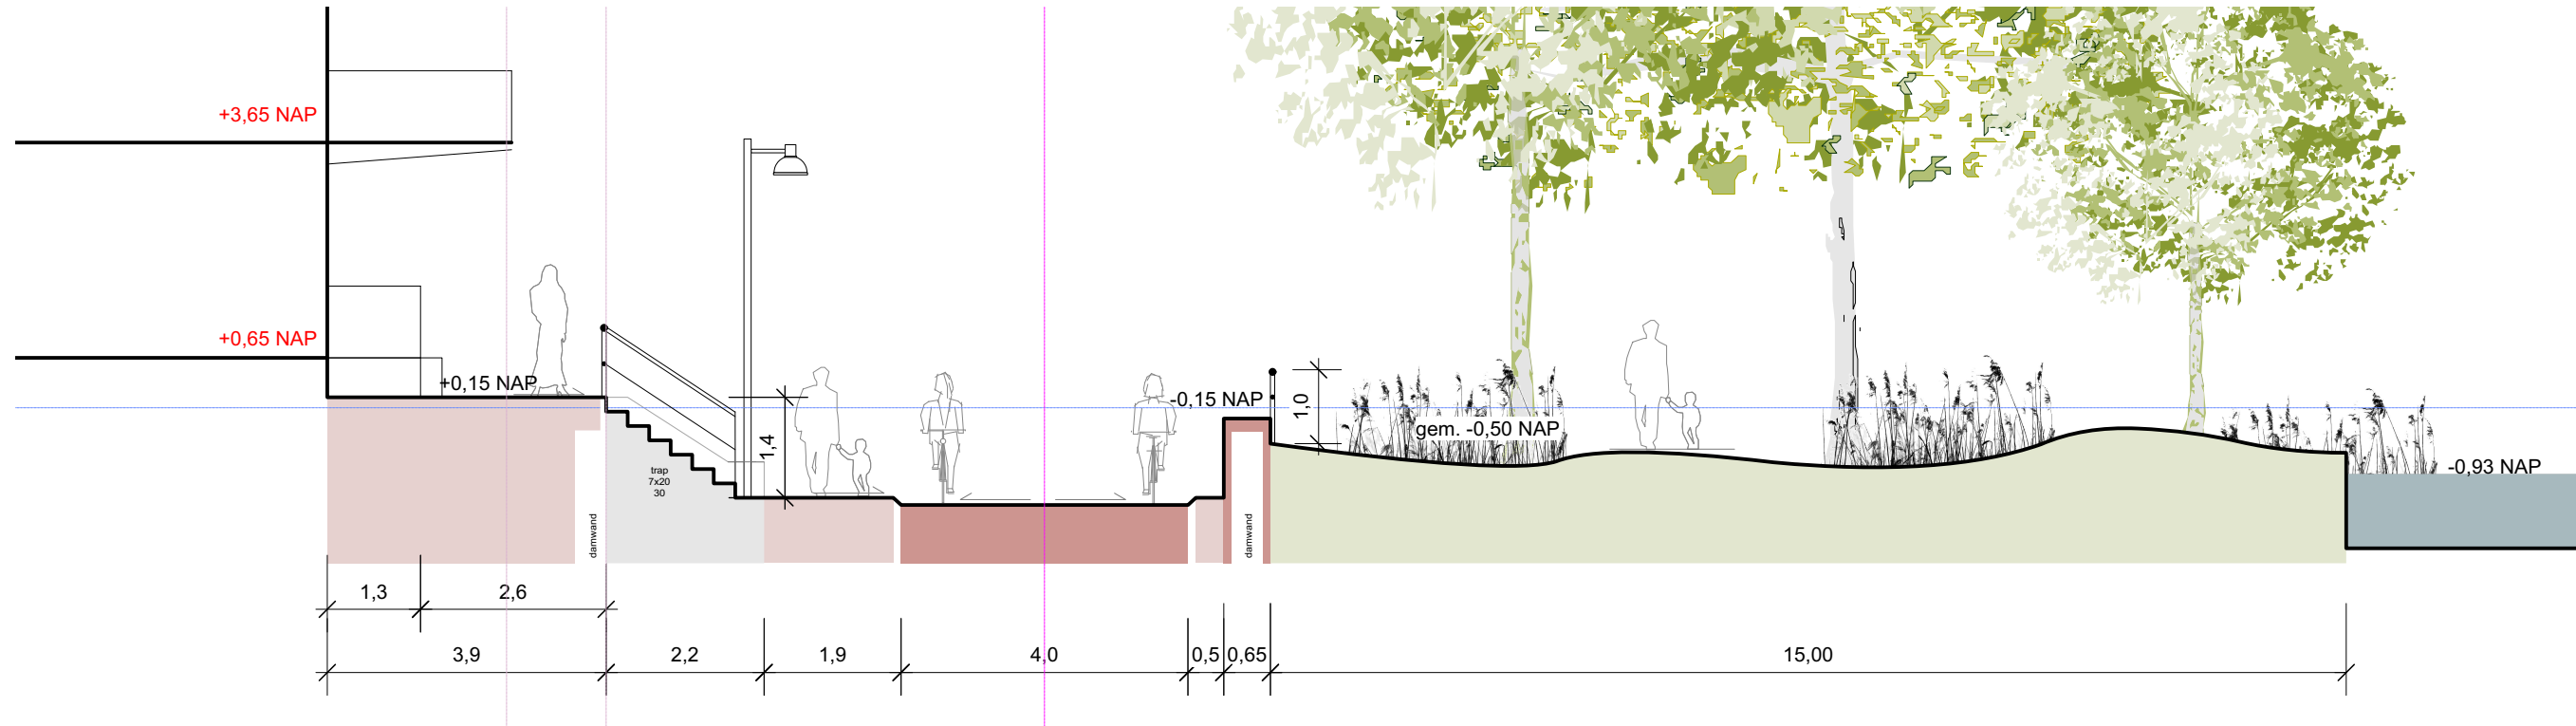 +3,65 NAP
+0,65 NAP
+0,15 NAP
-0,15 NAP
1,0
gem. -0,50 NAP
1,4
-0,93 NAP
trap
7x20
30
damwand
damwand
1,3
2,6
3,9
2,2
1,9
4,0
0,5
0,65
15,00